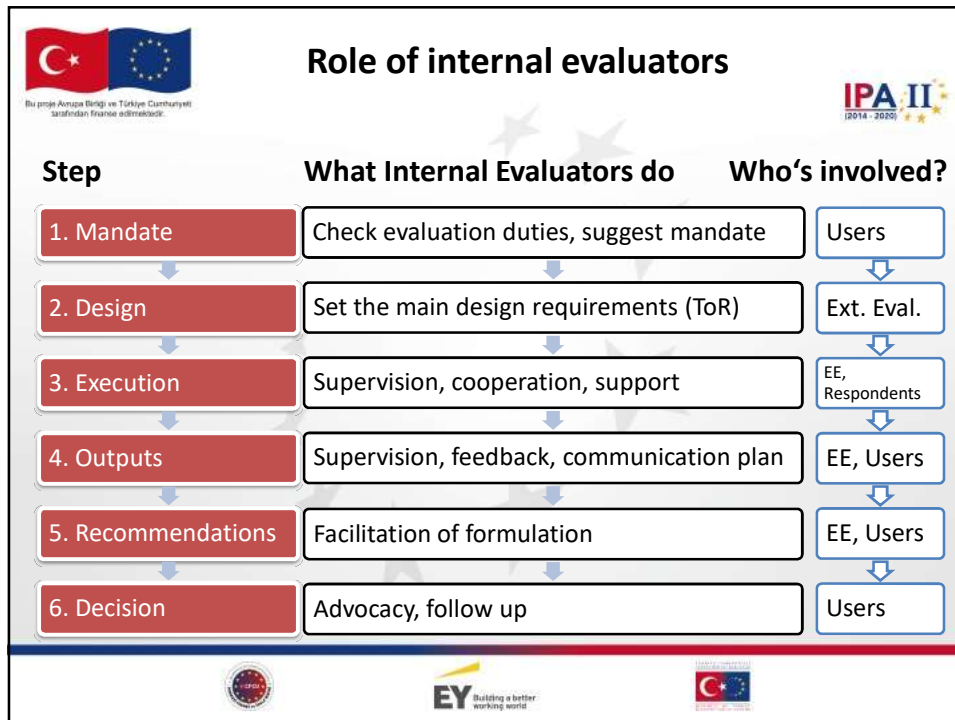 Role of internal evaluators
Bu proje Avrupa Birliği ve Türkiye Cumhuriyeti
tarafından finanse edilmektedir.
IPA II
(2014 - 2020)
Step What Internal Evaluators do Who‘s involved?
1. Mandate Check evaluation duties, suggest mandate Users
2. Design Set the main design requirements (ToR) Ext. Eval.
3. Execution Supervision, cooperation, support EE,
Respondents
4. Outputs Supervision, feedback, communication plan EE, Users
5. Recommendations Facilitation of formulation EE, Users
6. Decision Advocacy, follow up Users
CFCU
EY Building a better
working world